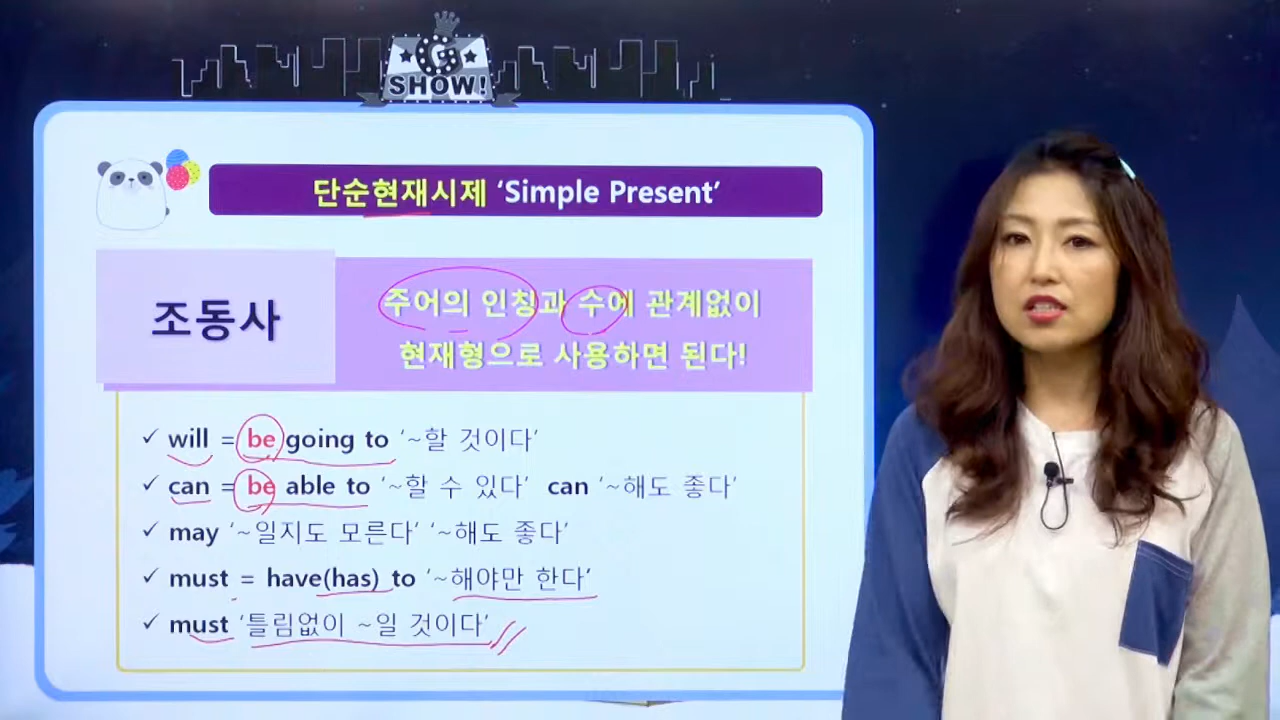 G
SHOW!
단순현재시제 ‘Simple Present’
조동사
주어의 인칭과 수에 관계없이
현재형으로 사용하면 된다!
✓ will = be going to ‘~할 것이다’
✓ can = be able to ‘~할 수 있다’ can ‘~해도 좋다’
✓ may ‘~일지도 모른다’ ‘~해도 좋다’
✓ must = have(has) to ‘~해야만 한다’
✓ must ‘틀림없이 ~일 것이다’